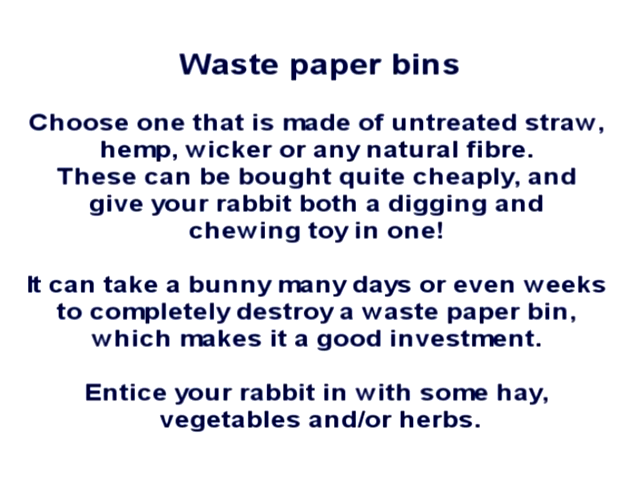 Waste paper bins
Choose one that is made of untreated straw,
hemp, wicker or any natural fibre.
These can be bought quite cheaply, and
give your rabbit both a digging and
chewing toy in one!
It can take a bunny many days or even weeks
to completely destroy a waste paper bin,
which makes it a good investment.
Entice your rabbit in with some hay,
vegetables and/or herbs.